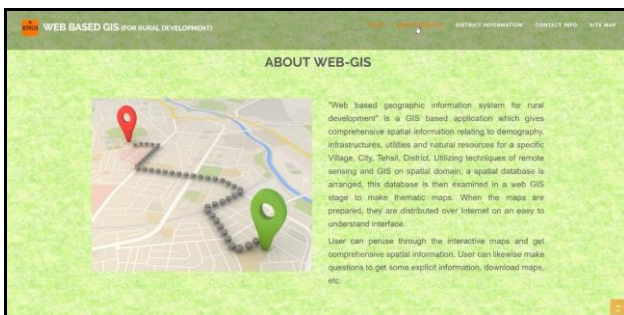 WEB BASED GIS (FOR RURAL DEVELOPMENT)
DISTRICT INFORMATION
CONTACT INFO
SITE MAP
ABOUT WEB-GIS
"Web based geographic information system for rural
development" is a GIS based application which gives
comprehensive spatial information relating to demography,
infrastructures, utilities and natural resources for a specific
Village, City, Tehsil, District. Utilizing techniques of remote
sensing and GIS on spatial domain, a spatial database is
arranged, this database is then examined in a web GIS
stage to make thematic maps. When the maps are
prepared, they are distributed over Internet on an easy to
understand interface.
User can peruse through the interactive maps and get
comprehensive spatial information. User can likewise make
questions to get some explicit information, download maps,
etc.